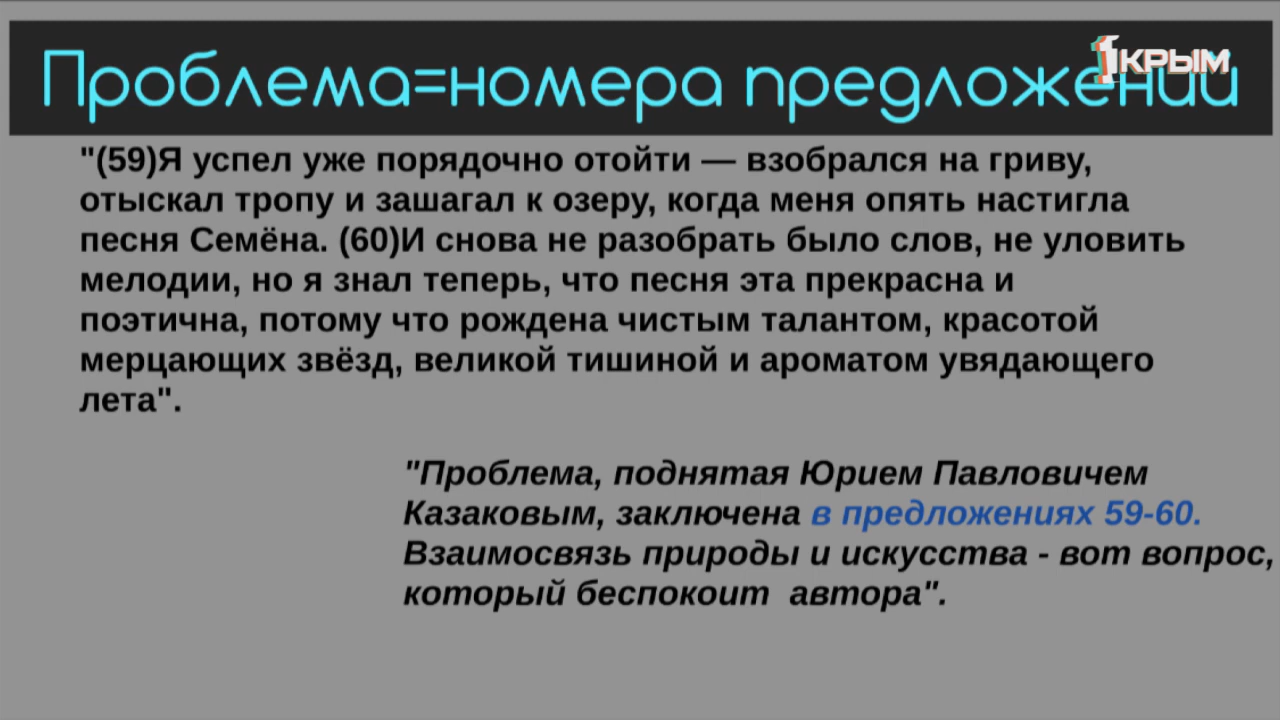 Проблема=номера предложений
1КРЫМ
"(59)Я успел уже порядочно отойти — взобрался на гриву,
отыскал тропу и зашагал к озеру, когда меня опять настигла
песня Семёна. (60)И снова не разобрать было слов, не уловить
мелодии, но я знал теперь, что песня эта прекрасна и
поэтична, потому что рождена чистым талантом, красотой
мерцающих звёзд, великой тишиной и ароматом увядающего
лета".
"Проблема, поднятая Юрием Павловичем
Казаковым, заключена в предложениях 59-60.
Взаимосвязь природы и искусства - вот вопрос,
который беспокоит  автора".